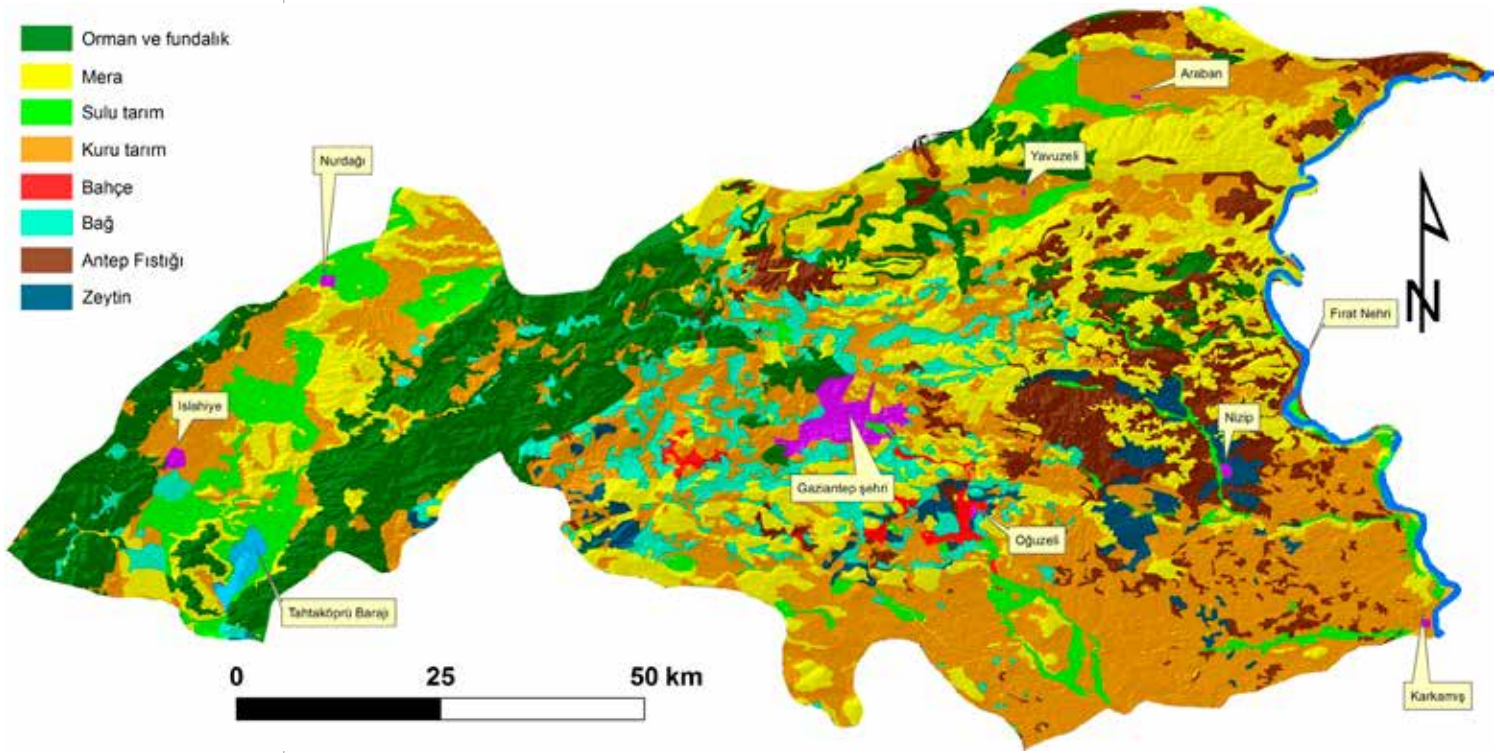 Orman ve fundalık
Mera
Sulu tarım
Kuru tarım
Bahçe
Bağ
Antep Fıstığı
Zeytin
Araban
Nurdağı
Yavuzeli
N
Fırat Nehri
Islahiye
Nizip
Gaziantep şehri
Oğuzeli
Tahtaköprü Barajı
0 25 50 km
Karkamış